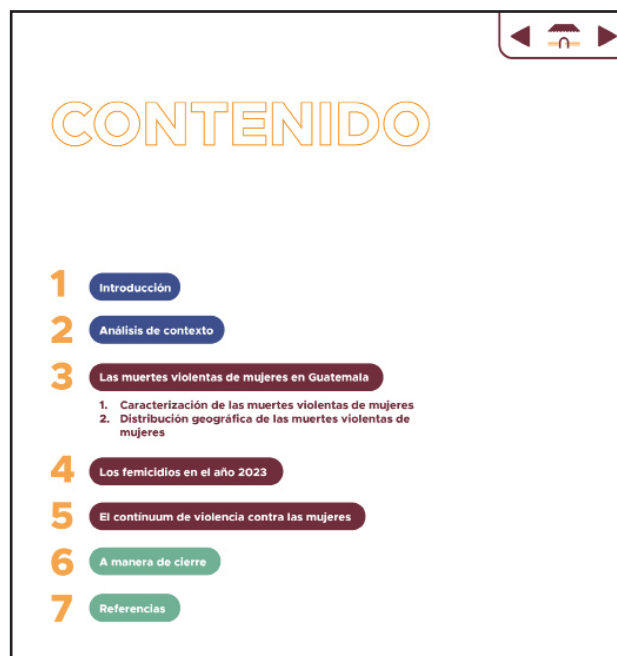 CONTENIDO
1 Introducción
2 Análisis de contexto
3 Las muertes violentas de mujeres en Guatemala
1. Caracterización de las muertes violentas de mujeres
2. Distribución geográfica de las muertes violentas de
mujeres
4 Los femicidios en el año 2023
5 El contínuum de violencia contra las mujeres
6 A manera de cierre
7 Referencias